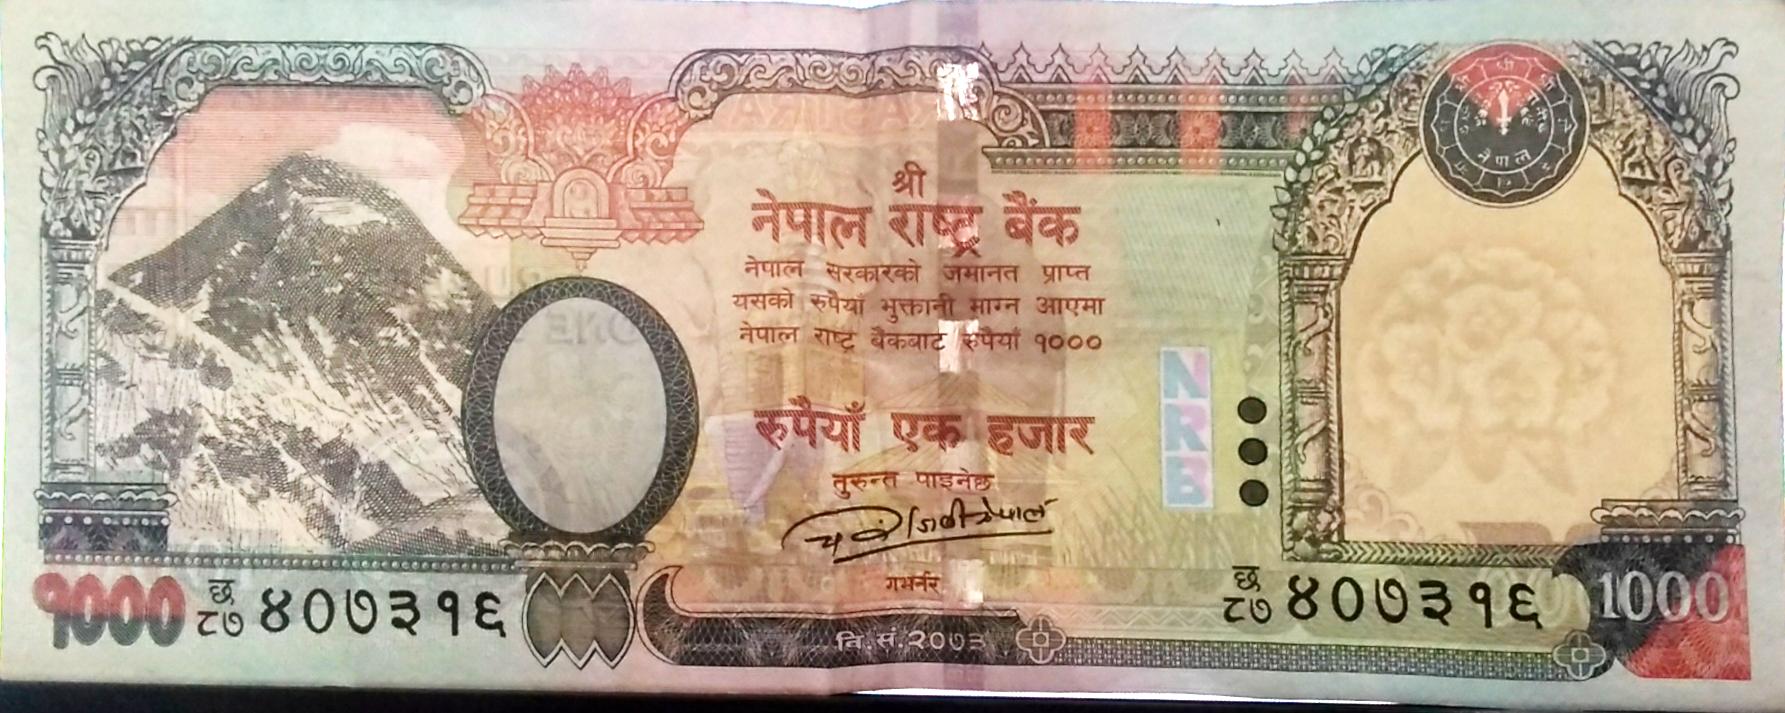 श्री
नेपाल राष्ट्र बैंक
नेपाल सरकारको जमानत प्राप्त
यसको रुपैयाँ भुक्तानी माग्न आएमा
नेपाल राष्ट्र बैंकबाट रुपैयाँ १०००
रुपैयाँ एक हजार
तुरुन्त पाइनेछ
गभर्नर
NRB
नेपाल
१०००
छ
८७ ४०७३१६
छ
८७ ४०७३१६
1000
वि.सं.२०७३